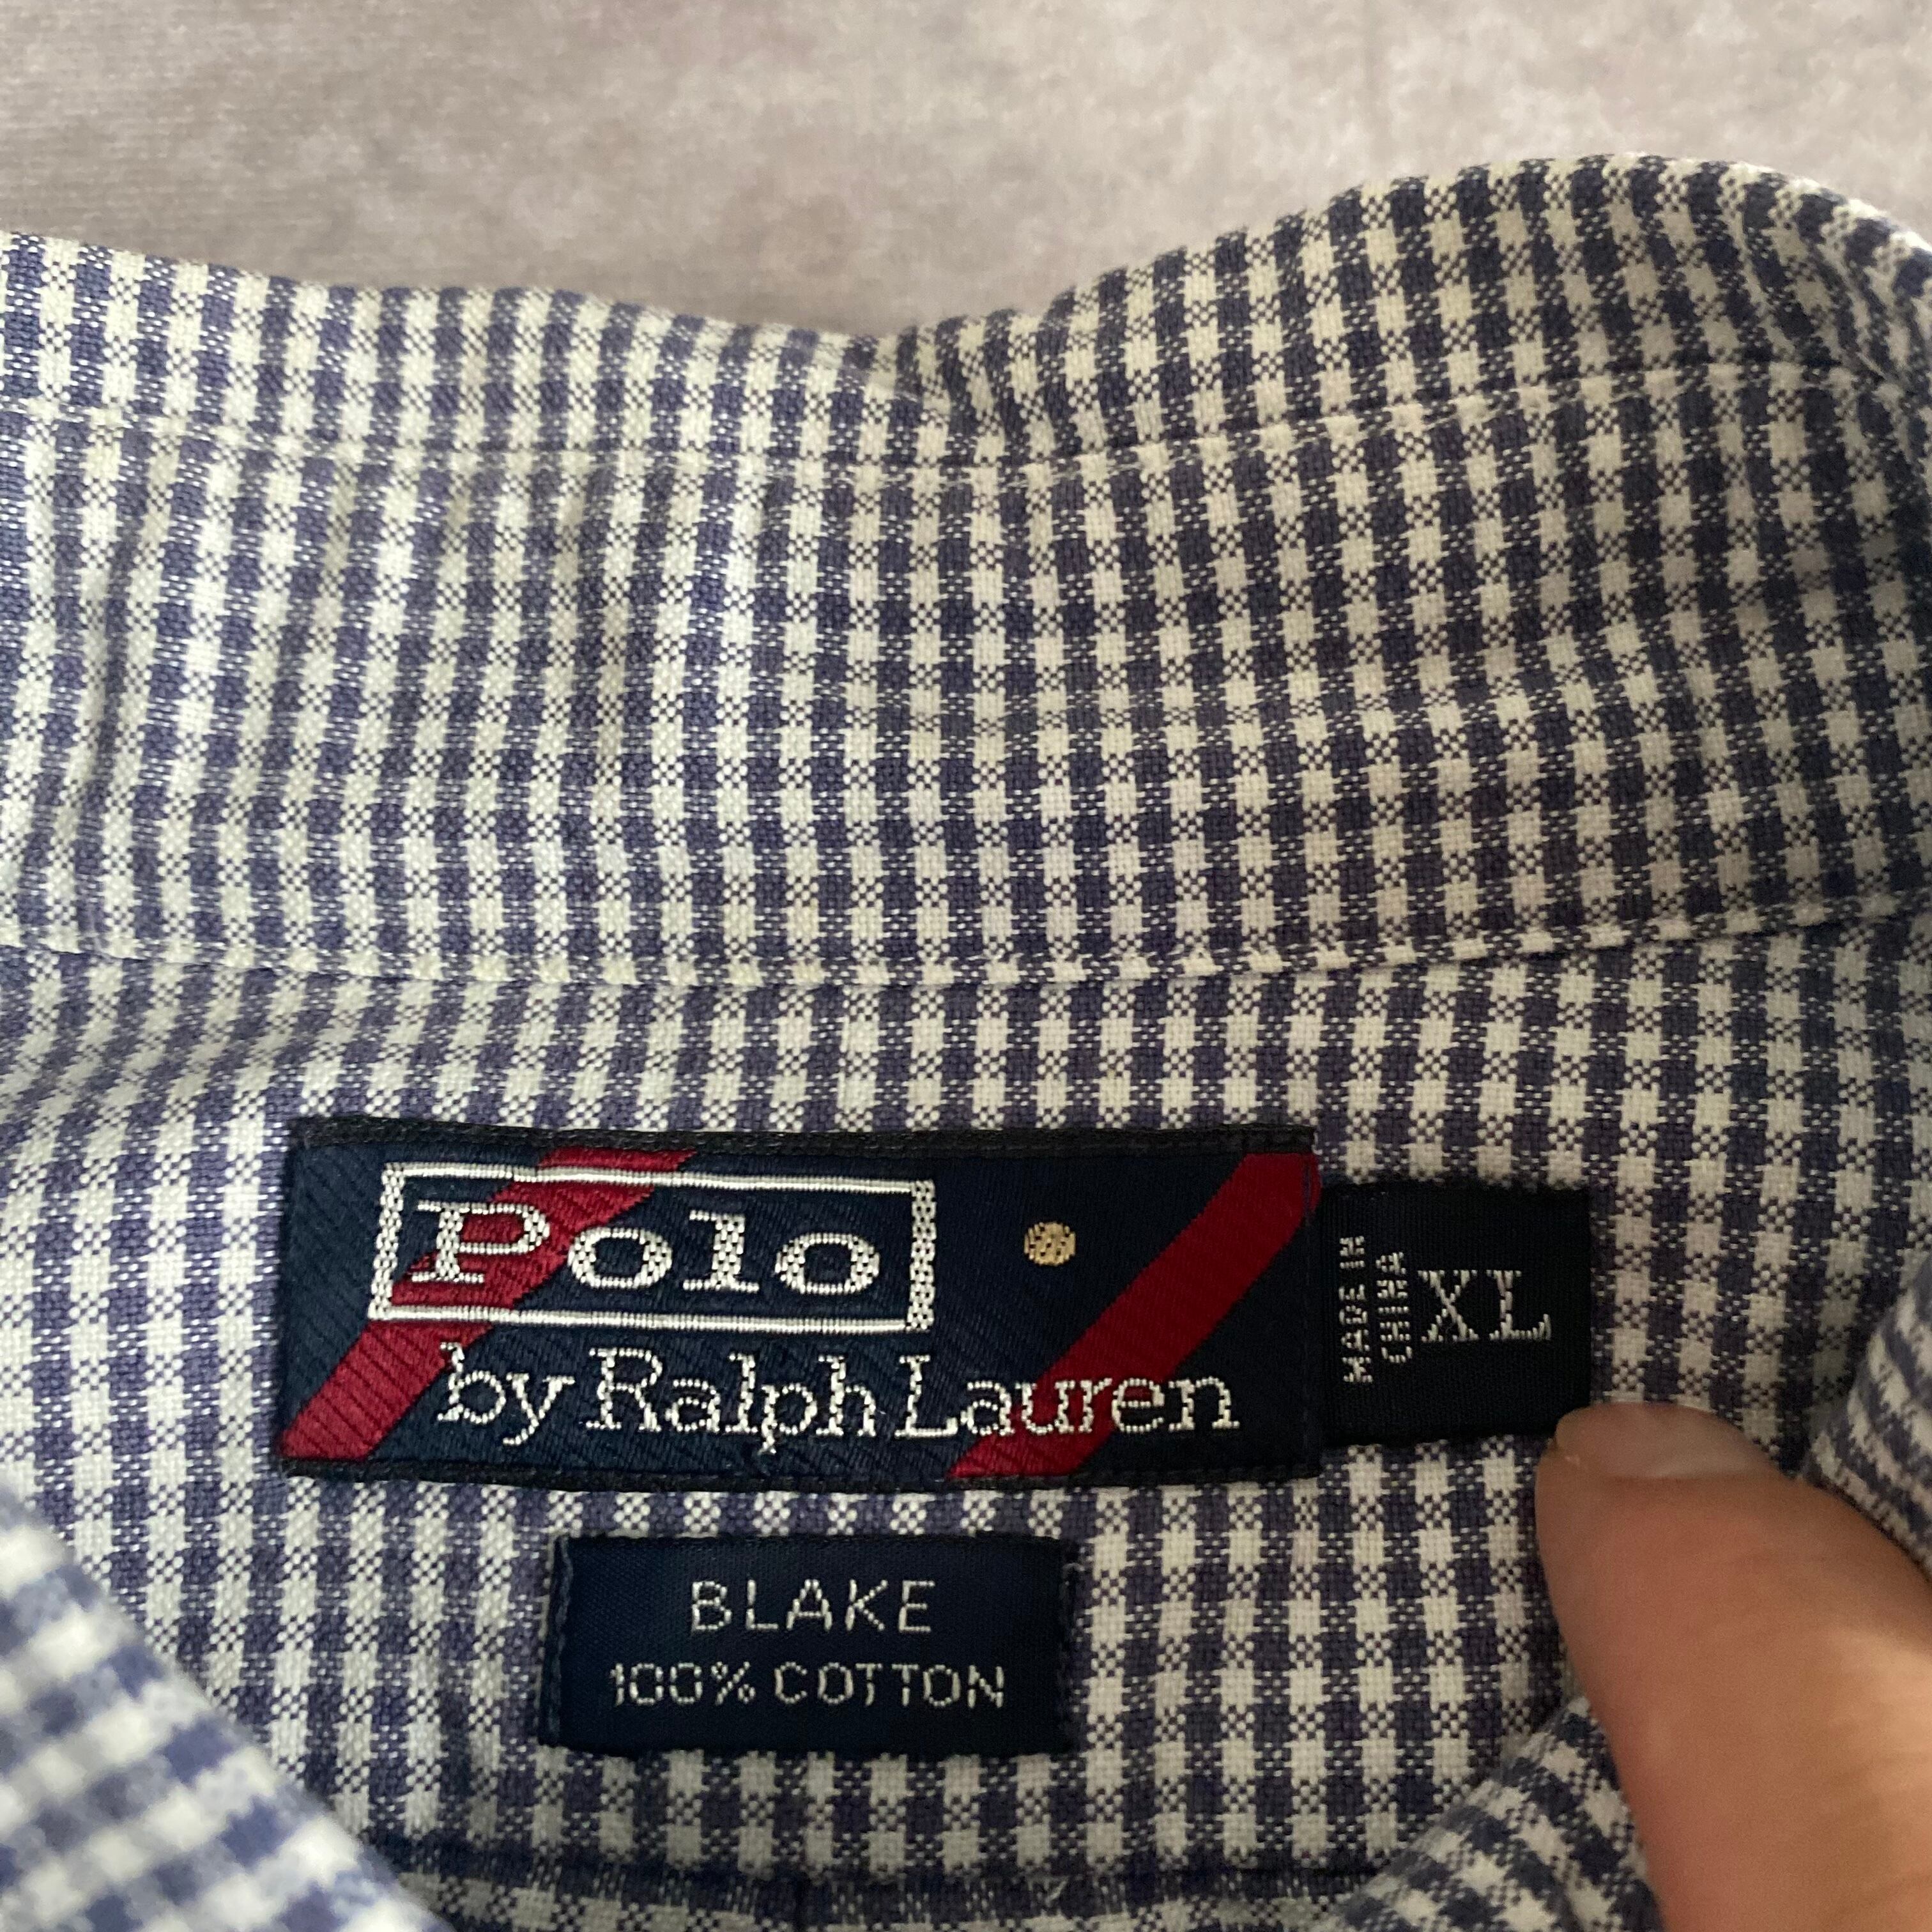 Polo
by Ralph Lauren
MADE IN
CHINA
XL
BLAKE
100% COTTON